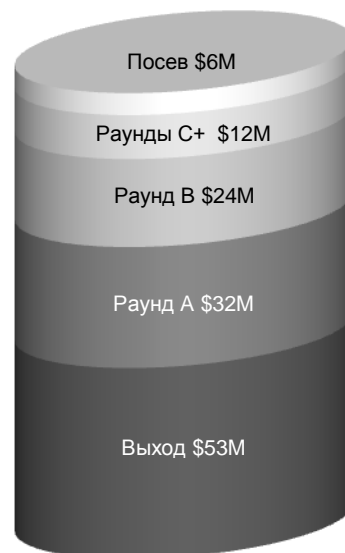 Посев $6M
Раунды C+ $12M
Раунд B $24M
Раунд A $32M
Выход $53M